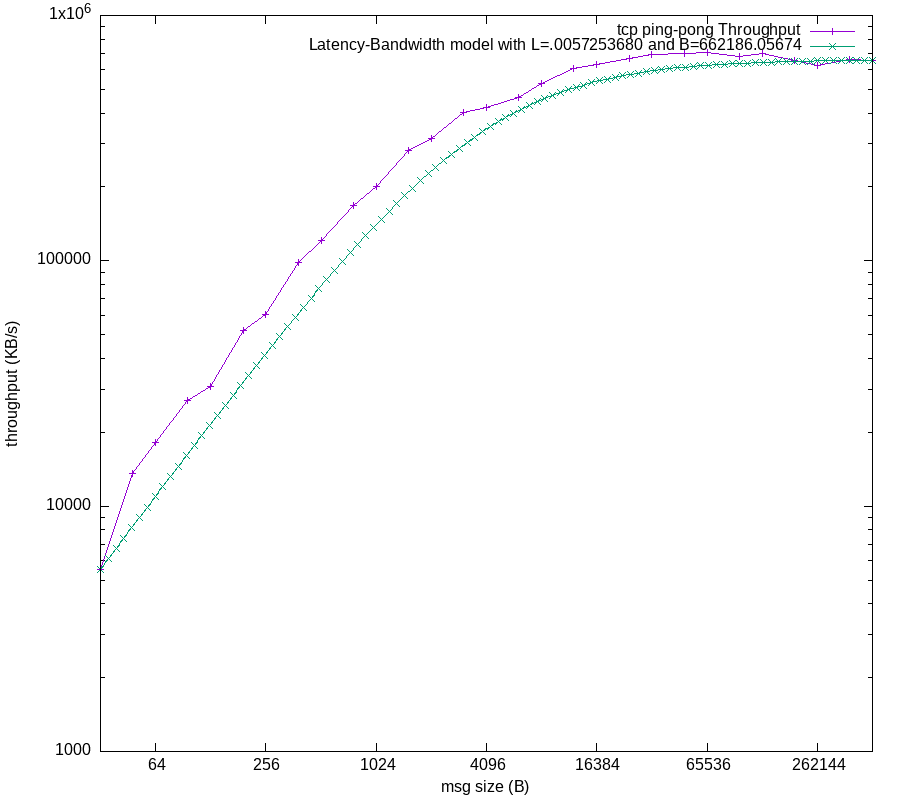 1x10^6
tcp ping-pong Throughput
Latency-Bandwidth model with L=.0057253680 and B=662186.05674
100000
throughput (KB/s)
10000
1000
64 256 1024 4096 16384 65536 262144
msg size (B)